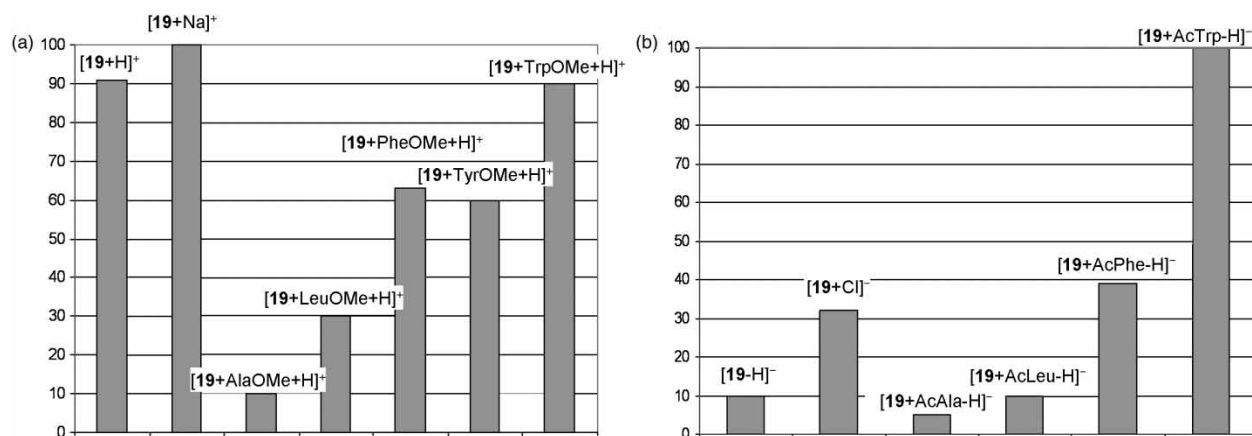 (a)
[19+Na]⁺
[19+H]⁺
[19+TrpOMe+H]⁺
[19+PheOMe+H]⁺
[19+TyrOMe+H]⁺
[19+LeuOMe+H]⁺
[19+AlaOMe+H]⁺
100
90
80
70
60
50
40
30
20
10
0
(b)
[19+AcTrp-H]⁻
[19+AcPhe-H]⁻
[19+Cl]⁻
[19+AcLeu-H]⁻
[19-H]⁻
[19+AcAla-H]⁻
100
90
80
70
60
50
40
30
20
10
0